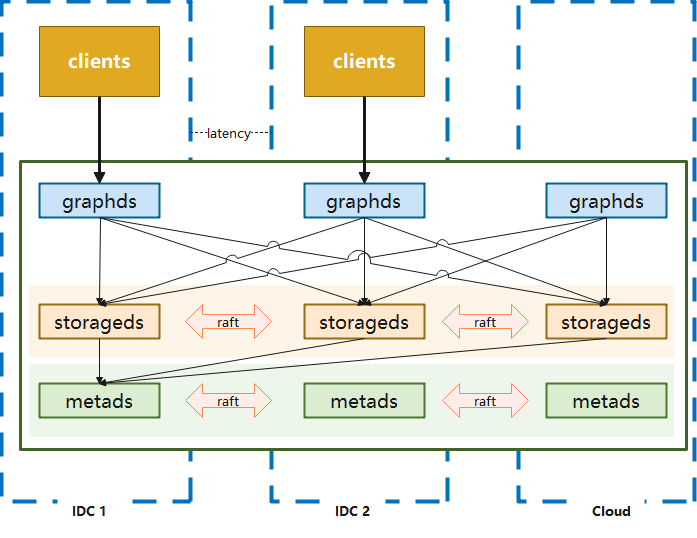 clients
clients
latency
graphds
graphds
graphds
storageds
raft
storageds
raft
storageds
metads
raft
metads
raft
metads
IDC 1
IDC 2
Cloud